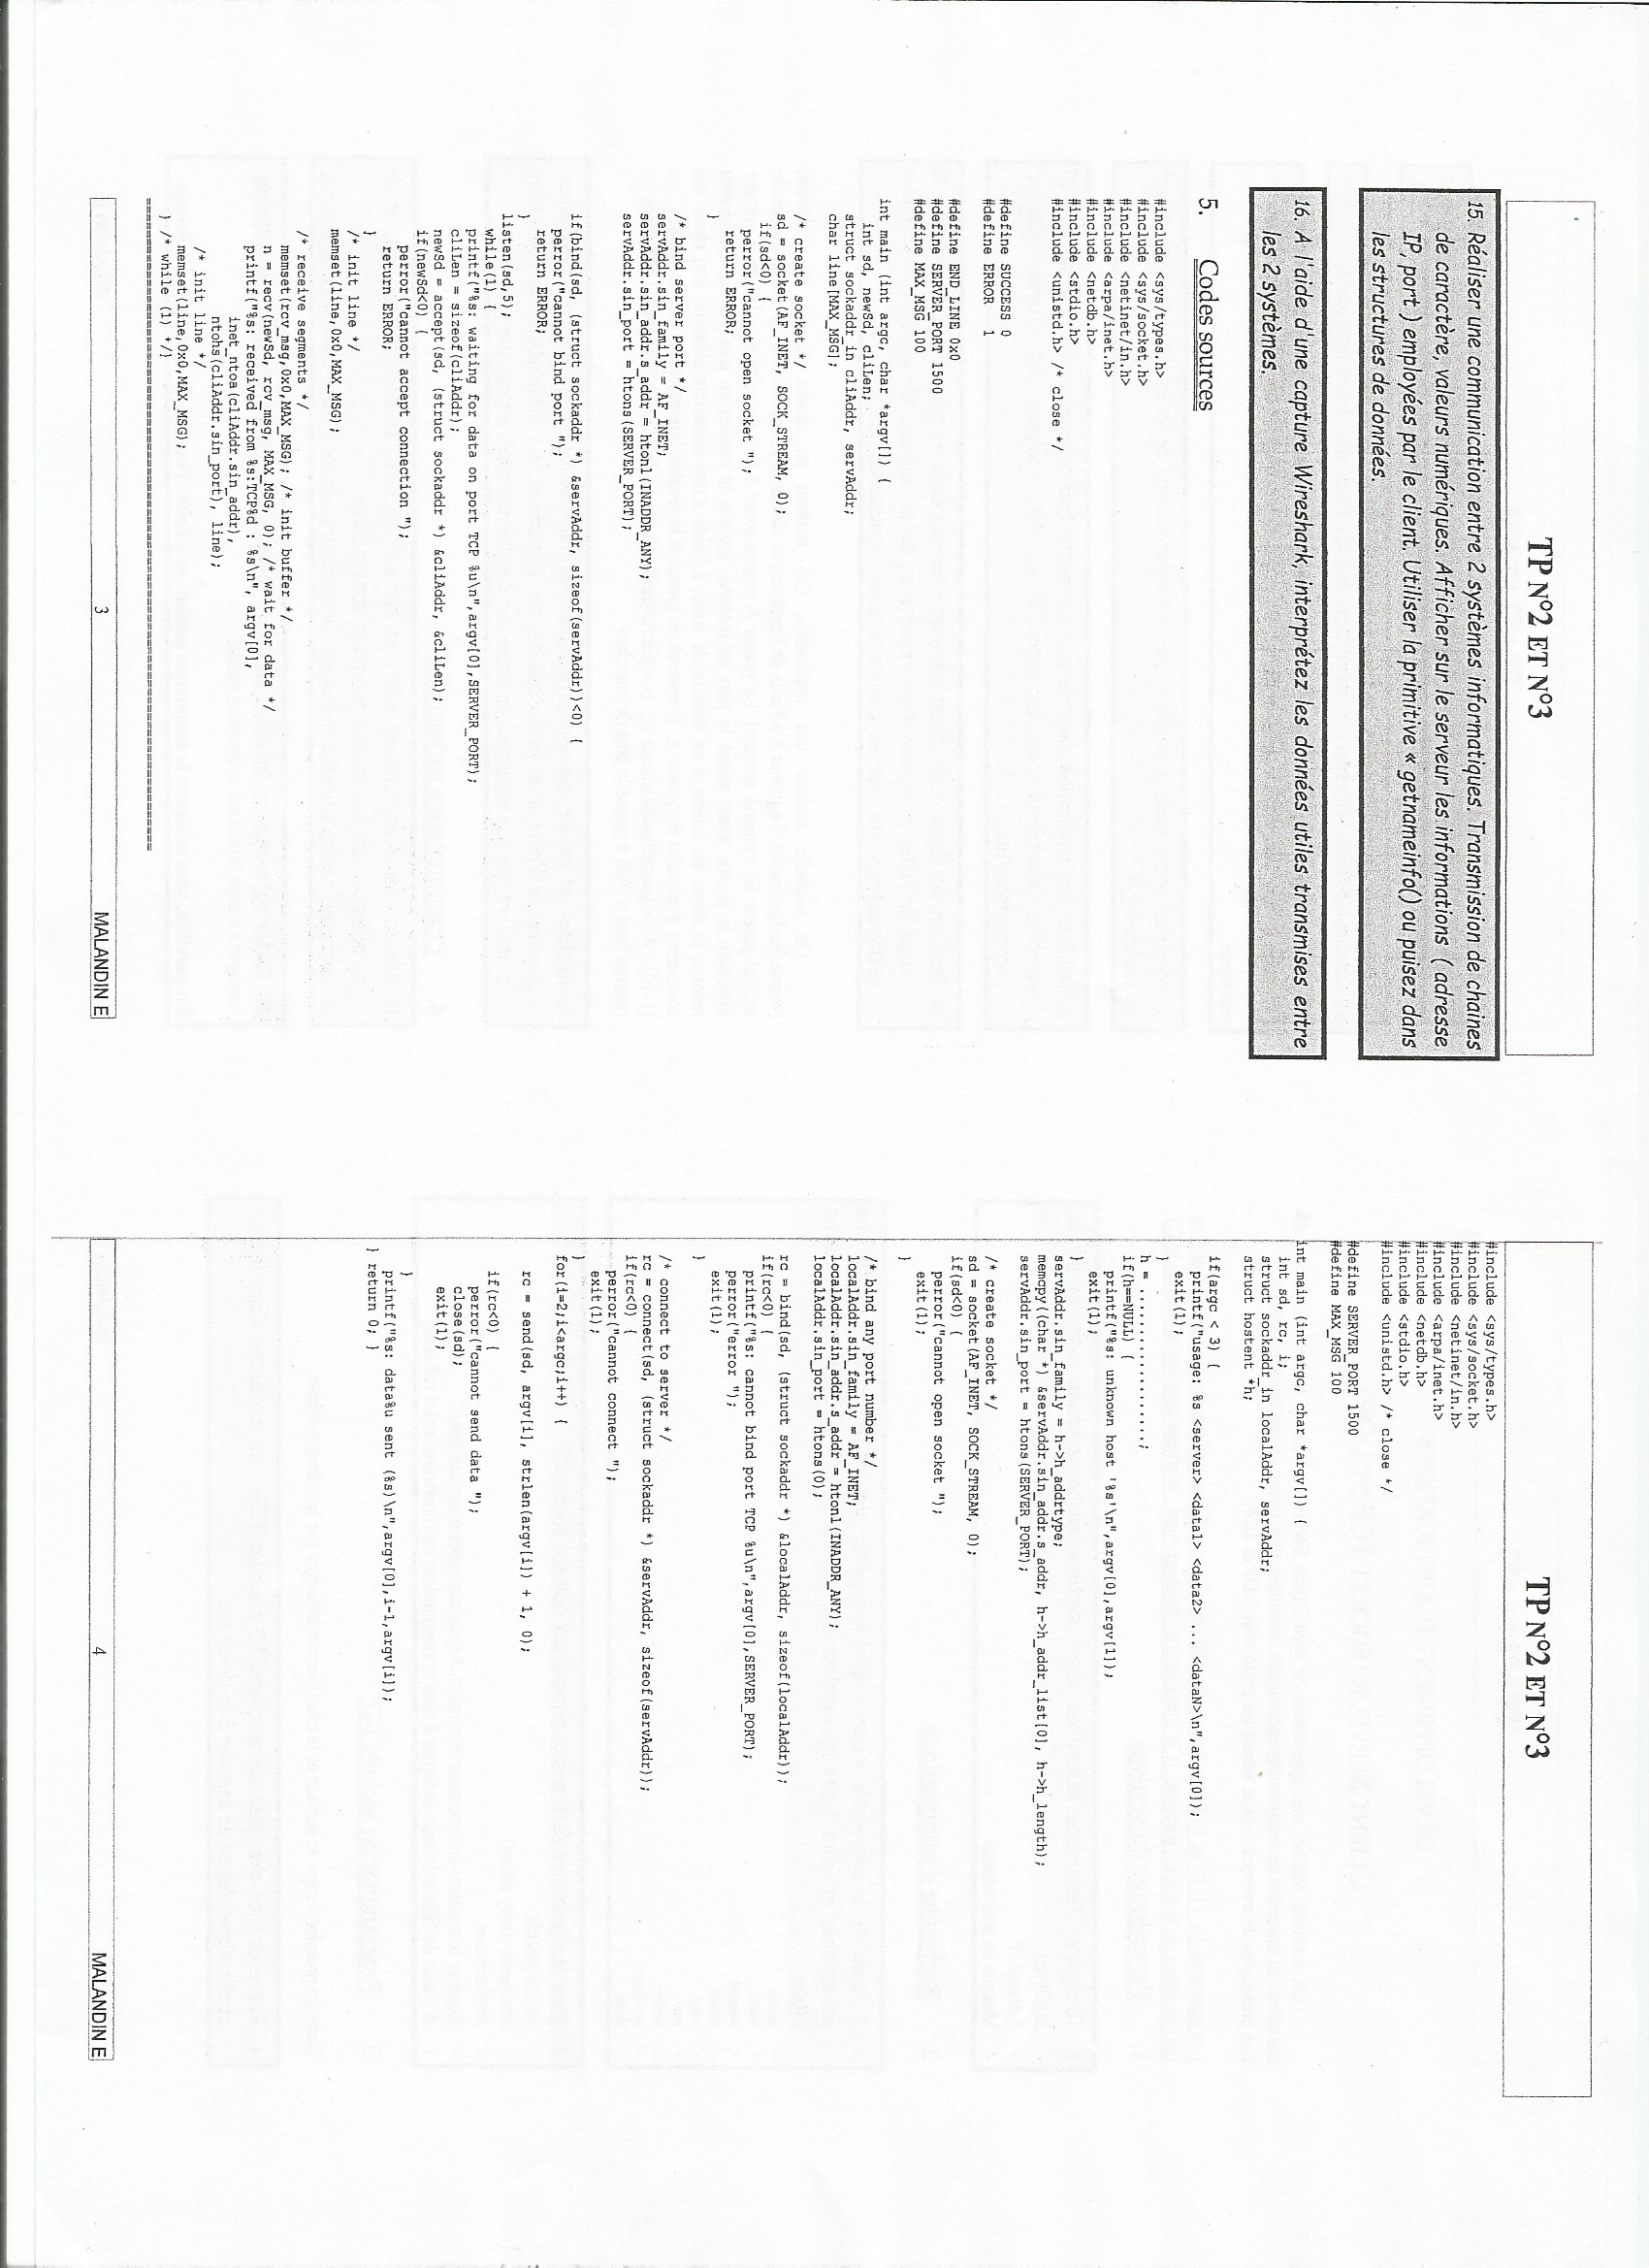 TP N°2 ET N°3
15. Réaliser une communication entre 2 systèmes informatiques. Transmission de chaines
de caractère, valeurs numériques. Afficher sur le serveur les informations ( adresse
IP, port ) employées par le client. Utiliser la primitive « getnameinfo() ou puisez dans
les structures de données.
16. A l'aide d'une capture Wireshark, interprétez les données utiles transmises entre
les 2 systèmes.
5. Codes sources
#include <sys/types.h>
#include <sys/socket.h>
#include <netinet/in.h>
#include <arpa/inet.h>
#include <netdb.h>
#include <stdio.h>
#include <unistd.h> /* close */
#define SUCCESS 0
#define ERROR   1
#define END_LINE 0x0
#define SERVER_PORT 1500
#define MAX_MSG 100
int main (int argc, char *argv[]) {
int sd, newSd, cliLen;
struct sockaddr_in cliAddr, servAddr;
char line[MAX_MSG];
/* create socket */
sd = socket(AF_INET, SOCK_STREAM, 0);
if(sd<0) {
perror("cannot open socket ");
return ERROR;
}
/* bind server port */
servAddr.sin_family = AF_INET;
servAddr.sin_addr.s_addr = htonl(INADDR_ANY);
servAddr.sin_port = htons(SERVER_PORT);
if(bind(sd, (struct sockaddr *) &servAddr, sizeof(servAddr))<0) {
perror("cannot bind port ");
return ERROR;
}
listen(sd,5);
while(1) {
printf("%s: waiting for data on port TCP %u\n",argv[0],SERVER_PORT);
cliLen = sizeof(cliAddr);
newSd = accept(sd, (struct sockaddr *) &cliAddr, &cliLen);
if(newSd<0) {
perror("cannot accept connection ");
return ERROR;
}
/* init line */
memset(line,0x0,MAX_MSG);
/* receive segments */
memset(rcv_msg,0x0,MAX_MSG); /* init buffer */
n = recv(newSd, rcv_msg, MAX_MSG, 0); /* wait for data */
printf("%s: received from %s:TCP%d : %s\n", argv[0],
inet_ntoa(cliAddr.sin_addr),
ntohs(cliAddr.sin_port), line);
/* init line */
memset(line,0x0,MAX_MSG);
} /* while (1) */}
================================================================================
3 MALANDIN E
TP N°2 ET N°3
#include <sys/types.h>
#include <sys/socket.h>
#include <netinet/in.h>
#include <arpa/inet.h>
#include <netdb.h>
#include <stdio.h>
#include <unistd.h> /* close */
#define SERVER_PORT 1500
#define MAX_MSG 100
int main (int argc, char *argv[]) {
int sd, rc, i;
struct sockaddr_in localAddr, servAddr;
struct hostent *h;
if(argc < 3) {
printf("usage: %s <server> <data1> <data2> ... <dataN>\n",argv[0]);
exit(1);
}
h = ...................;
if(h==NULL) {
printf("%s: unknown host '%s'\n",argv[0],argv[1]);
exit(1);
}
servAddr.sin_family = h->h_addrtype;
memcpy((char *) &servAddr.sin_addr.s_addr, h->h_addr_list[0], h->h_length);
servAddr.sin_port = htons(SERVER_PORT);
/* create socket */
sd = socket(AF_INET, SOCK_STREAM, 0);
if(sd<0) {
perror("cannot open socket ");
exit(1);
}
/* bind any port number */
localAddr.sin_family = AF_INET;
localAddr.sin_addr.s_addr = htonl(INADDR_ANY);
localAddr.sin_port = htons(0);
rc = bind(sd, (struct sockaddr *) &localAddr, sizeof(localAddr));
if(rc<0) {
printf("%s: cannot bind port TCP %u\n",argv[0],SERVER_PORT);
perror("error ");
exit(1);
}
/* connect to server */
rc = connect(sd, (struct sockaddr *) &servAddr, sizeof(servAddr));
if(rc<0) {
perror("cannot connect ");
exit(1);
}
for(i=2;i<argc;i++) {
rc = send(sd, argv[i], strlen(argv[i]) + 1, 0);
if(rc<0) {
perror("cannot send data ");
close(sd);
exit(1);
}
printf("%s: data%u sent (%s)\n",argv[0],i-1,argv[i]);
} return 0; }
4 MALANDIN E